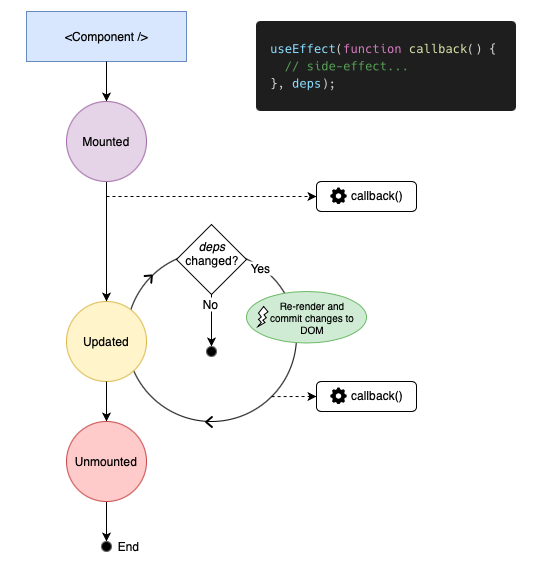 <Component />
useEffect(function callback() {
// side-effect...
}, deps);
Mounted
callback()
deps
changed?
Yes
No
Re-render and
commit changes to
DOM
Updated
callback()
Unmounted
End